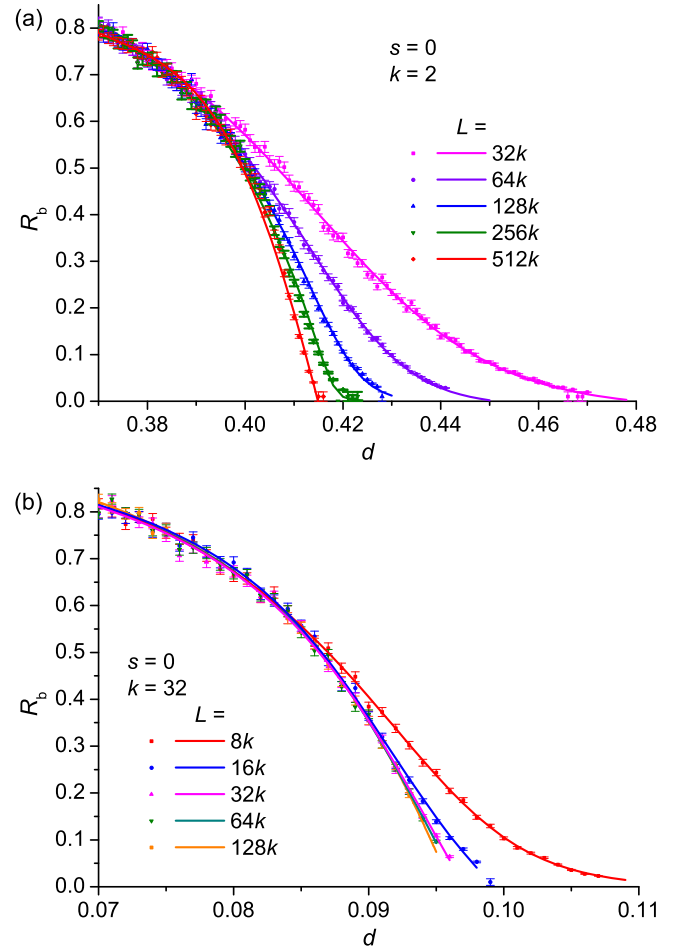 (a)
s = 0
k = 2
L =
32k
64k
128k
256k
512k
R_b
0.8
0.7
0.6
0.5
0.4
0.3
0.2
0.1
0.0
0.38 0.40 0.42 0.44 0.46 0.48
d
(b)
s = 0
k = 32
L =
8k
16k
32k
64k
128k
R_b
0.8
0.7
0.6
0.5
0.4
0.3
0.2
0.1
0.0
0.07 0.08 0.09 0.10 0.11
d